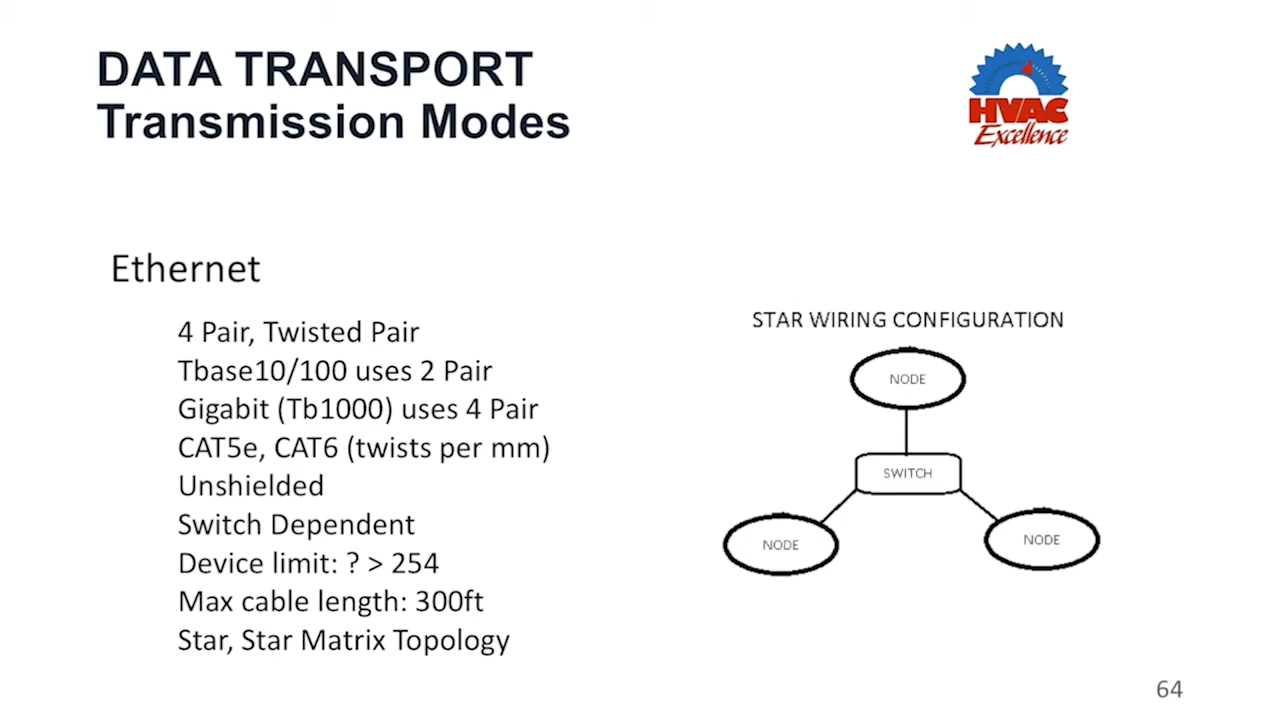 DATA TRANSPORT
Transmission Modes
HVAC
Excellence
Ethernet
4 Pair, Twisted Pair
Tbase10/100 uses 2 Pair
Gigabit (Tb1000) uses 4 Pair
CAT5e, CAT6 (twists per mm)
Unshielded
Switch Dependent
Device limit: ? > 254
Max cable length: 300ft
Star, Star Matrix Topology
STAR WIRING CONFIGURATION
NODE
SWITCH
NODE
NODE
64